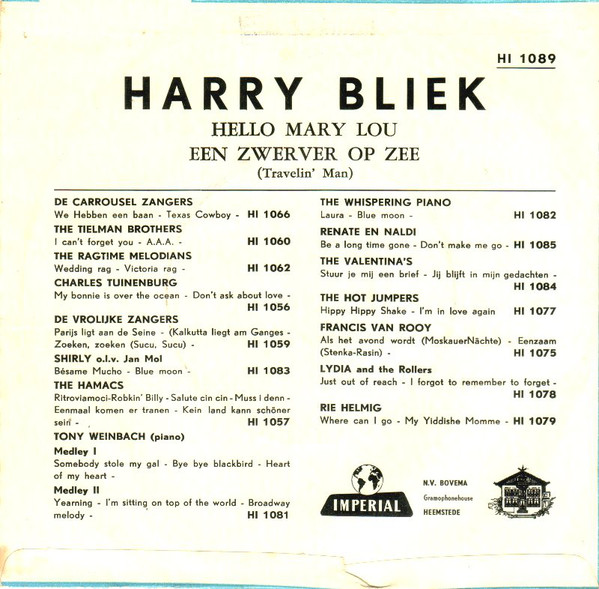 HI 1089
HARRY BLIEK
HELLO MARY LOU
EEN ZWERVER OP ZEE
(Travelin' Man)
DE CARROUSEL ZANGERS
We Hebben een baan - Texas Cowboy - HI 1066
THE TIELMAN BROTHERS
I can't forget you - A.A.A. - HI 1060
THE RAGTIME MELODIANS
Wedding rag - Victoria rag - HI 1062
CHARLES TUINENBURG
My bonnie is over the ocean - Don't ask about love -
HI 1056
DE VROLIJKE ZANGERS
Parijs ligt aan de Seine - (Kalkutta liegt am Ganges -
Zoeken, zoeken (Sucu, Sucu) - HI 1059
SHIRLY o.l.v. Jan Mol
Bésame Mucho - Blue moon - HI 1083
THE HAMACS
Ritroviamoci-Robkin' Billy - Salute cin cin - Muss i denn -
Eenmaal komen er tranen - Kein land kann schöner
sein - HI 1057
TONY WEINBACH (piano)
Medley I
Somebody stole my gal - Bye bye blackbird - Heart
of my heart -
Medley II
Yearning - I'm sitting on top of the world - Broadway
melody - HI 1081
THE WHISPERING PIANO
Laura - Blue moon - HI 1082
RENATE EN NALDI
Be a long time gone - Don't make me go - HI 1085
THE VALENTINA'S
Stuur je mij een brief - Jij blijft in mijn gedachten -
HI 1084
THE HOT JUMPERS
Hippy Hippy Shake - I'm in love again HI 1077
FRANCIS VAN ROOY
Als het avond wordt (MoskauerNächte) - Eenzaam
(Stenka-Rasin) - HI 1075
LYDIA and the Rollers
Just out of reach - I forgot to remember to forget -
HI 1078
RIE HELMIG
Where can I go - My Yiddishe Momme - HI 1079
IMPERIAL
N.V. BOVEMA
Gramophonehouse
HEEMSTEDE